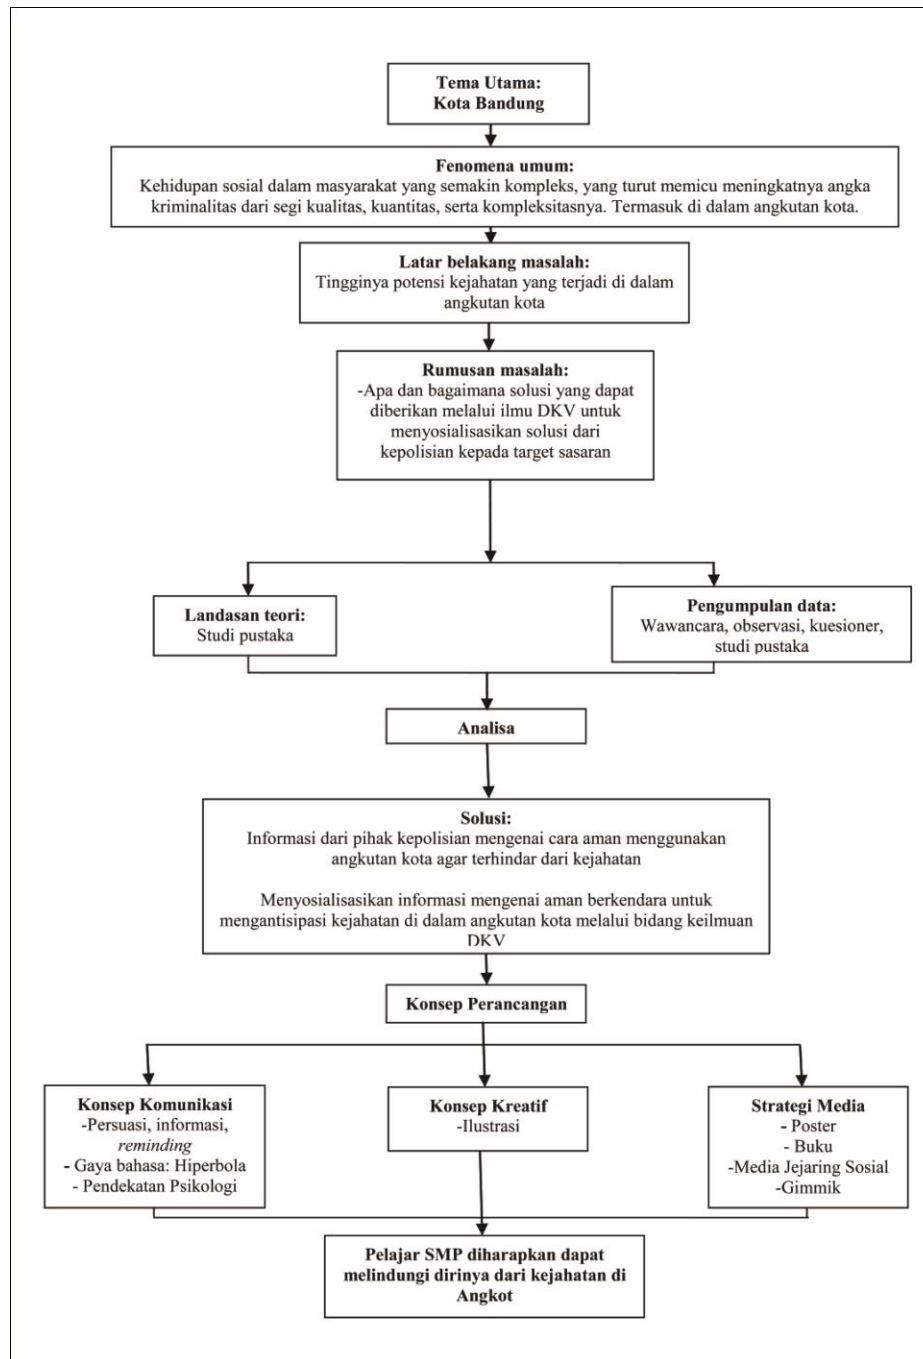 Tema Utama:
Kota Bandung
Fenomena umum:
Kehidupan sosial dalam masyarakat yang semakin kompleks, yang turut memicu meningkatnya angka
kriminalitas dari segi kualitas, kuantitas, serta kompleksitasnya. Termasuk di dalam angkutan kota.
Latar belakang masalah:
Tingginya potensi kejahatan yang terjadi di dalam
angkutan kota
Rumusan masalah:
-Apa dan bagaimana solusi yang dapat
diberikan melalui ilmu DKV untuk
menyosialisasikan solusi dari
kepolisian kepada target sasaran
Landasan teori:
Studi pustaka
Pengumpulan data:
Wawancara, observasi, kuesioner,
studi pustaka
Analisa
Solusi:
Informasi dari pihak kepolisian mengenai cara aman menggunakan
angkutan kota agar terhindar dari kejahatan
Menyosialisasikan informasi mengenai aman berkendara untuk
mengantisipasi kejahatan di dalam angkutan kota melalui bidang keilmuan
DKV
Konsep Perancangan
Konsep Komunikasi
-Persuasi, informasi,
reminding
- Gaya bahasa: Hiperbola
- Pendekatan Psikologi
Konsep Kreatif
-Ilustrasi
Strategi Media
- Poster
- Buku
-Media Jejaring Sosial
-Gimmik
Pelajar SMP diharapkan dapat
melindungi dirinya dari kejahatan di
Angkot